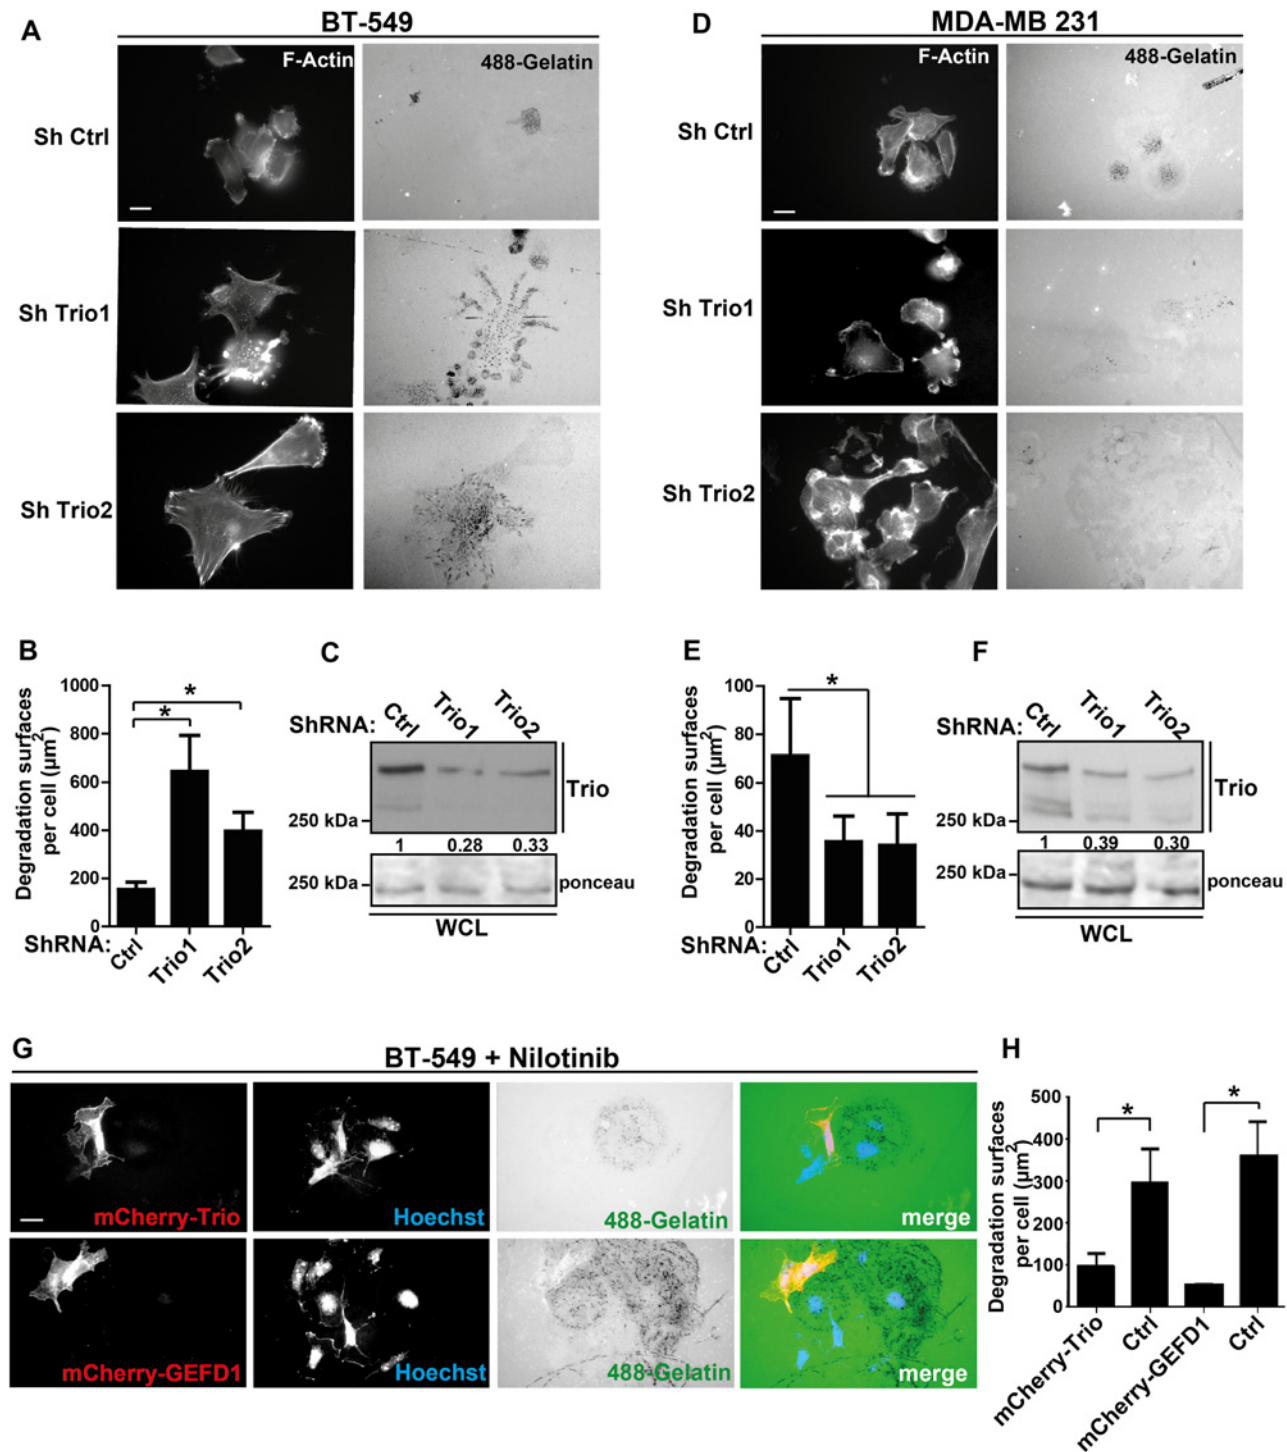 A
BT-549
F-Actin
488-Gelatin
Sh Ctrl
Sh Trio1
Sh Trio2
D
MDA-MB 231
F-Actin
488-Gelatin
Sh Ctrl
Sh Trio1
Sh Trio2
B
Degradation surfaces
per cell (µm²)
1000
800
600
400
200
0
ShRNA:
Ctrl
Trio1
Trio2
*
*
C
ShRNA:
Ctrl
Trio1
Trio2
Trio
250 kDa
1 0.28 0.33
250 kDa
ponceau
WCL
E
Degradation surfaces
per cell (µm²)
100
80
60
40
20
0
*
ShRNA:
Ctrl
Trio1
Trio2
F
ShRNA:
Ctrl
Trio1
Trio2
Trio
250 kDa
1 0.39 0.30
250 kDa
ponceau
WCL
G
BT-549 + Nilotinib
mCherry-Trio
Hoechst
488-Gelatin
merge
mCherry-GEFD1
Hoechst
488-Gelatin
merge
H
Degradation surfaces
per cell (µm²)
500
400
300
200
100
0
*
*
mCherry-Trio
Ctrl
mCherry-GEFD1
Ctrl